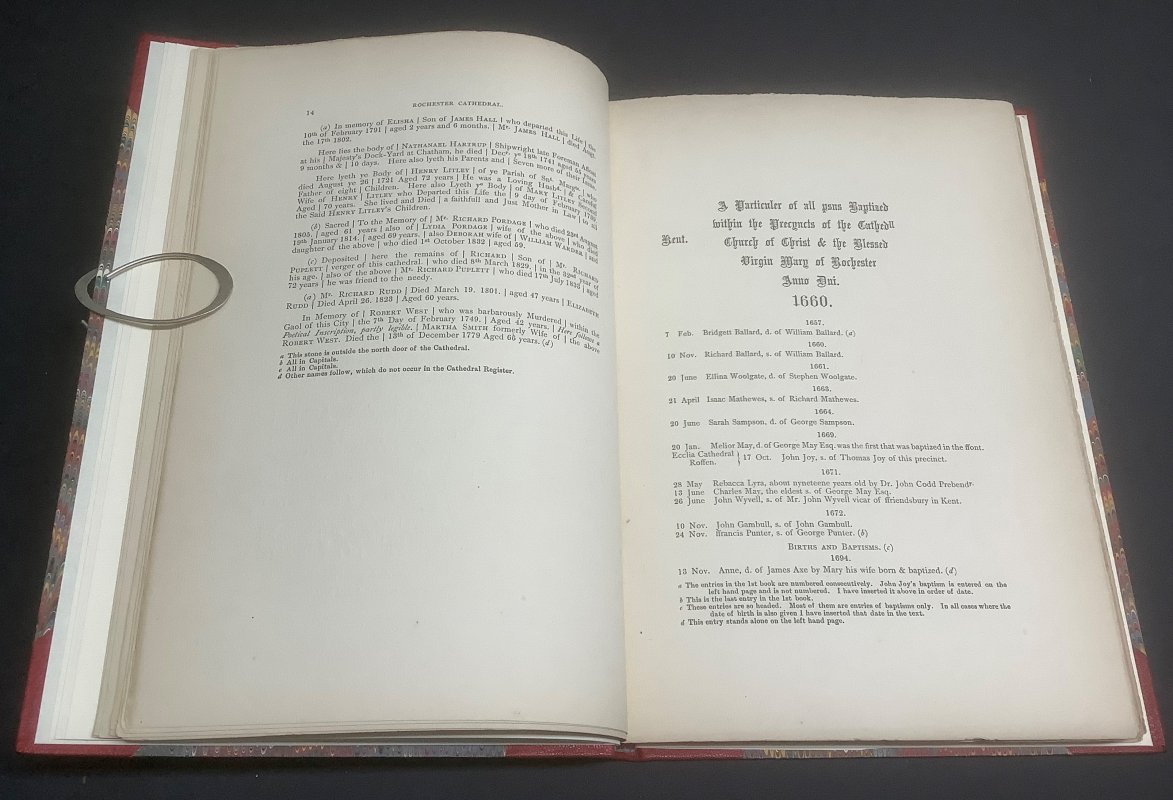 14
ROCHESTER CATHEDRAL.
(a) In memory of ELISHA | Son of JAMES HALL | who departed this Life | the
10th of February 1791 | aged 2 years and 6 months. | Mr. JAMES HALL | died Augt.
the 17th 1802.
Here lies the body of | NATHANAEL HARTRUP | Shipwright late Foreman Afloat
at his | Majesty's Dock-Yard at Chatham, he died | Decr. ye 18th 1741 aged 56 years
9 months & | 10 days. Here also lyeth his Parents and | Seven more of their Issue.
Here lyeth ye Body of | HENRY LITLEY | of ye Parish of Snt. Margts. | who
died August ye 26 | 1721 Aged 72 years | He was a Loving Husbd. & | Careful
Father of eight | Children. Here also Lyeth ye Body | of MARY LITLEY Second
Wife of HENRY | LITLEY who Departed this Life the | 9 day of February
Aged | 70 years. She lived and Died | a faithfull and Just Mother in Law | to all
the Said HENRY LITLEY'S Children.
(b) Sacred | To the Memory of | Mr. RICHARD PORDAGE | who died 22nd August
1805. | aged 61 years | also of | LYDIA PORDAGE | wife of the above | who died
19th January 1814. | aged 69 years. | also DEBORAH wife of | WILLIAM WARDEN | and
daughter of the above | who died 1st October 1832 | aged 59.
(c) Deposited | here the remains of | RICHARD | Son of | Mr. RICHARD
PUPLETT | verger of this cathedral. | who died 8th March 1829. | in the 32nd year of
his age. | also of the above | Mr. RICHARD PUPLETT | who died 17th July 1835 | aged
72 years | he was friend to the needy.
(a) Mr. RICHARD RUDD | Died March 19. 1801. | aged 47 years | ELIZABETH
RUDD | Died April 26. 1823 | Aged 60 years.
In Memory of | ROBERT WEST | who was barbarously Murdered | within the
Gaol of this City | the 7th Day of February 1749. | Aged 42 years. | Here follows a
Poetical Inscription, partly legible. | MARTHA SMITH formerly Wife of | the above
ROBERT WEST. Died the | 13th of December 1779 Aged 66 years. (d)
a This stone is outside the north door of the Cathedral.
b All in Capitals.
c All in Capitals.
d Other names follow, which do not occur in the Cathedral Register.
A Particuler of all psns Baptized
within the Precyncts of the Cathedll
Kent. Church of Christ & the Blessed
Virgin Mary of Rochester
Anno Dni.
1660.
1657.
7 Feb. Bridgett Ballard, d. of William Ballard. (a)
1660.
10 Nov. Richard Ballard, s. of William Ballard.
1661.
20 June Ellina Woolgate, d. of Stephen Woolgate.
1663.
21 April Isaac Mathewes, s. of Richard Mathewes.
1664.
20 June Sarah Sampson, d. of George Sampson.
1669.
20 Jan. Melior May, d. of George May Esq. was the first that was baptized in the ffont.
Ecclia Cathedral
Roffen. } 17 Oct. John Joy, s. of Thomas Joy of this precinct.
1671.
28 May Rebacca Lyra, about nyneteene years old by Dr. John Codd Prebendr.
13 June Charles May, the eldest s. of George May Esq.
26 June John Wyvell, s. of Mr. John Wyvell vicar of ffriendsbury in Kent.
1672.
10 Nov. John Gambull, s. of John Gambull.
24 Nov. ffrancis Punter, s. of George Punter. (b)
BIRTHS AND BAPTISMS. (c)
1694.
13 Nov. Anne, d. of James Axe by Mary his wife born & baptized. (d)
a The entries in the 1st book are numbered consecutively. John Joy's baptism is entered on the
left hand page and is not numbered. I have inserted it above in order of date.
b This is the last entry in the 1st book.
c These entries are so headed. Most of them are entries of baptisms only. In all cases where the
date of birth is also given I have inserted that date in the text.
d This entry stands alone on the left hand page.